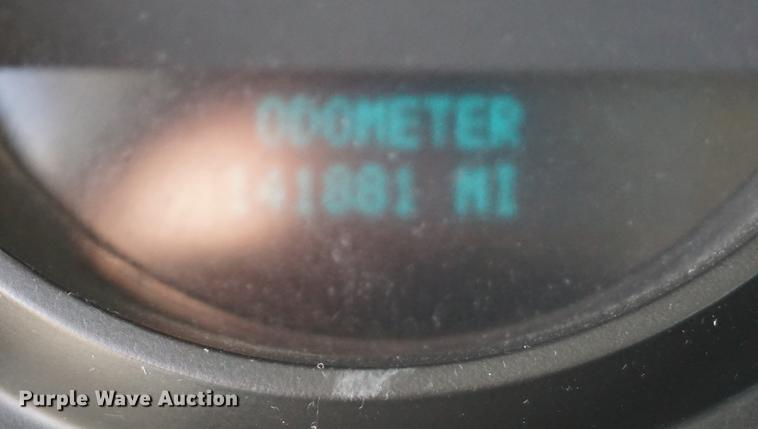 ODOMETER
141881 MI
Purple Wave Auction